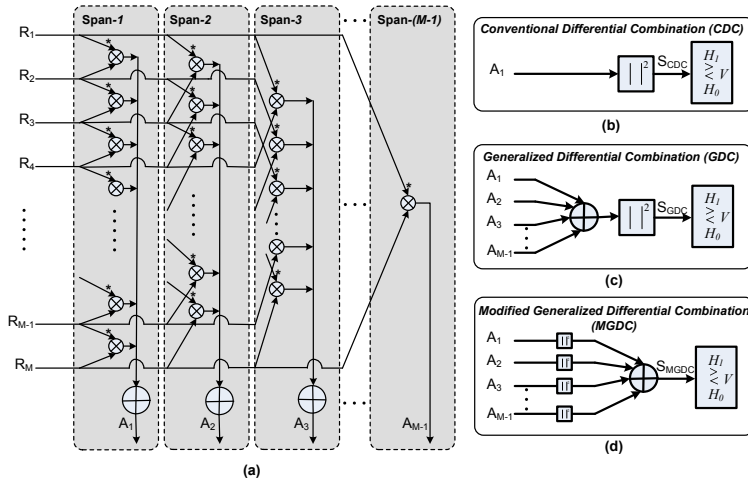 Span-1
Span-2
Span-3
Span-(M-1)
R1
R2
R3
R4
RM-1
RM
A1
A2
A3
AM-1
(a)
Conventional Differential Combination (CDC)
A1
| |2
SCDC
H1
≷ V
H0
(b)
Generalized Differential Combination (GDC)
A1
A2
A3
AM-1
| |2
SGDC
H1
≷ V
H0
(c)
Modified Generalized Differential Combination
(MGDC)
A1
A2
A3
AM-1
SMGDC
H1
≷ V
H0
(d)